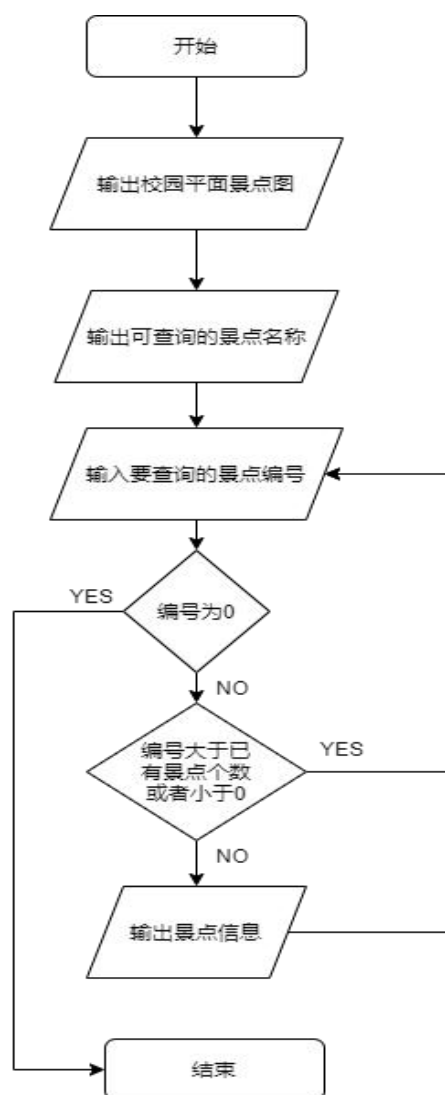 开始
输出校园平面景点图
输出可查询的景点名称
输入要查询的景点编号
YES
编号为0
NO
编号大于已
有景点个数
或者小于0
YES
NO
输出景点信息
结束